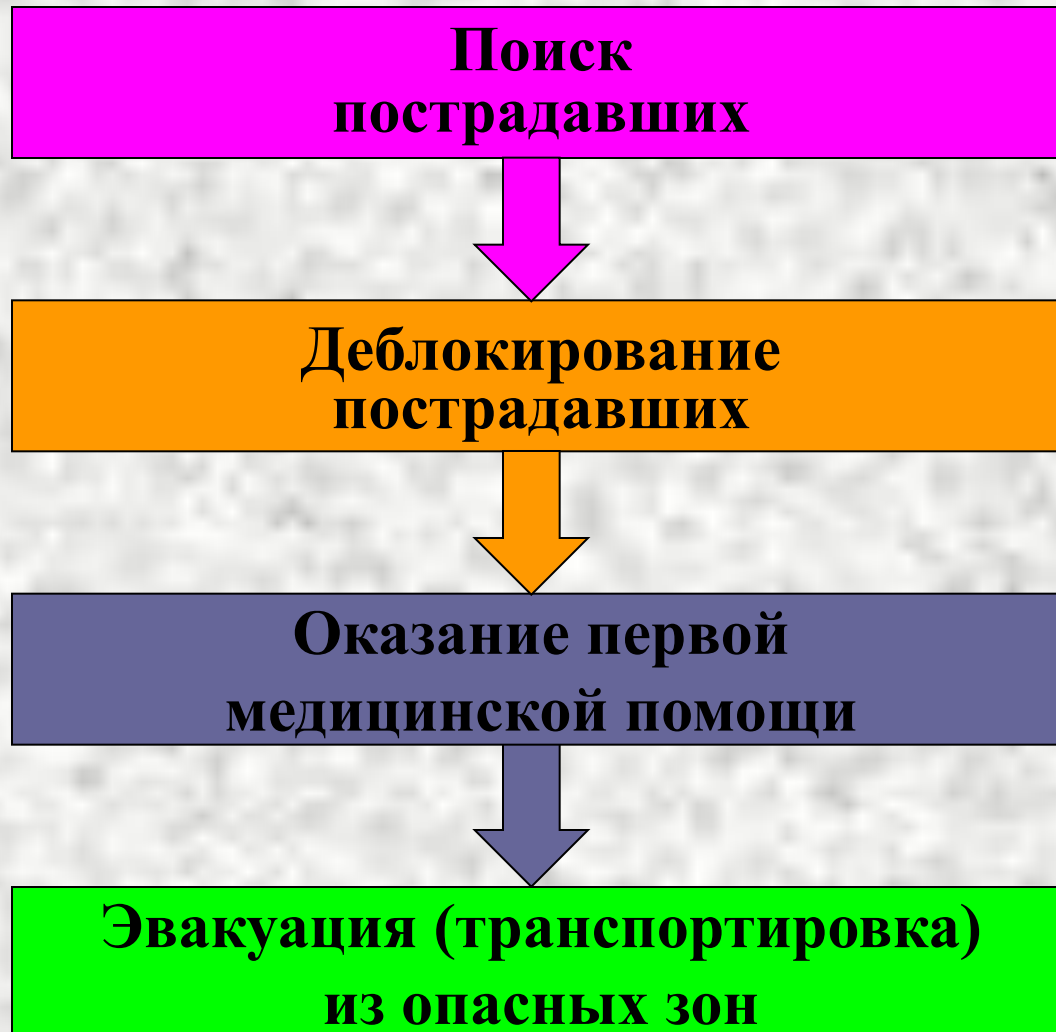 Поиск
пострадавших
Деблокирование
пострадавших
Оказание первой
медицинской помощи
Эвакуация (транспортировка)
из опасных зон